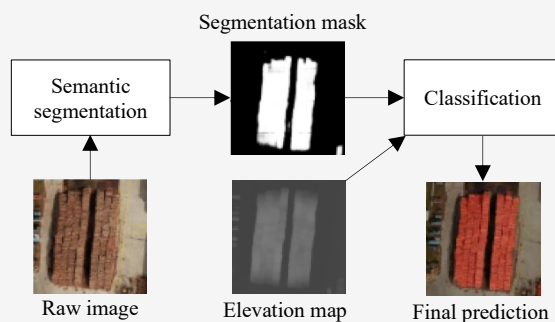 Segmentation mask
Semantic
segmentation
Classification
Raw image
Elevation map
Final prediction